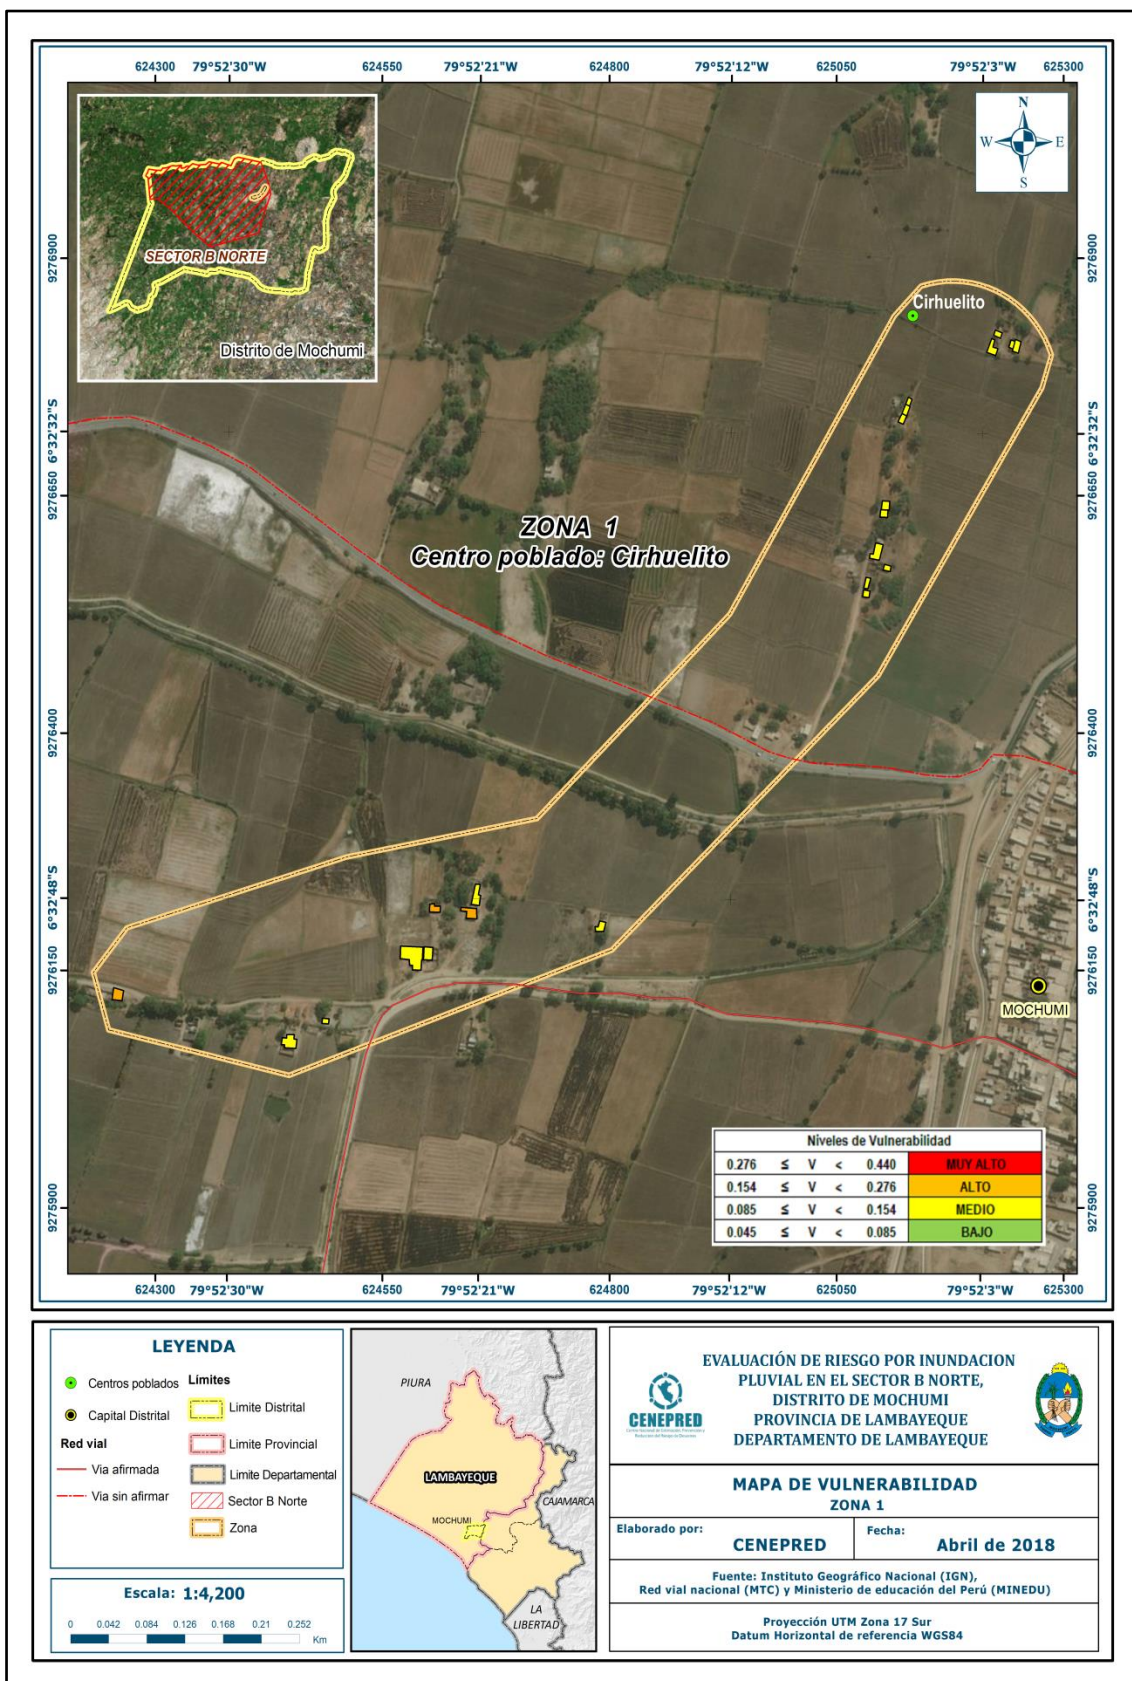 624300 79°52'30"W 624550 79°52'21"W 624800 79°52'12"W 625050 79°52'3"W 625300
N
W E
S
SECTOR B NORTE
Distrito de Mochumi
9276900
9276900
Cirhuelito
6°32'32"S
6°32'32"S
9276650
9276650
ZONA 1
Centro poblado: Cirhuelito
9276400
9276400
6°32'48"S
6°32'48"S
9276150
9276150
MOCHUMI
Niveles de Vulnerabilidad
0.276 ≤ V < 0.440 MUY ALTO
0.154 ≤ V < 0.276 ALTO
0.085 ≤ V < 0.154 MEDIO
0.045 ≤ V < 0.085 BAJO
9275900
9275900
624300 79°52'30"W 624550 79°52'21"W 624800 79°52'12"W 625050 79°52'3"W 625300
LEYENDA
Centros poblados
Capital Distrital
Red vial
Via afirmada
Via sin afirmar
Límites
Limite Distrital
Limite Provincial
Limite Departamental
Sector B Norte
Zona
Escala: 1:4,200
0 0.042 0.084 0.126 0.168 0.21 0.252
Km
PIURA
LAMBAYEQUE
CAJAMARCA
MOCHUMI
LA
LIBERTAD
CENEPRED
EVALUACIÓN DE RIESGO POR INUNDACION
PLUVIAL EN EL SECTOR B NORTE,
DISTRITO DE MOCHUMI
PROVINCIA DE LAMBAYEQUE
DEPARTAMENTO DE LAMBAYEQUE
MAPA DE VULNERABILIDAD
ZONA 1
Elaborado por:
CENEPRED
Fecha:
Abril de 2018
Fuente: Instituto Geográfico Nacional (IGN),
Red vial nacional (MTC) y Ministerio de educación del Perú (MINEDU)
Proyección UTM Zona 17 Sur
Datum Horizontal de referencia WGS84